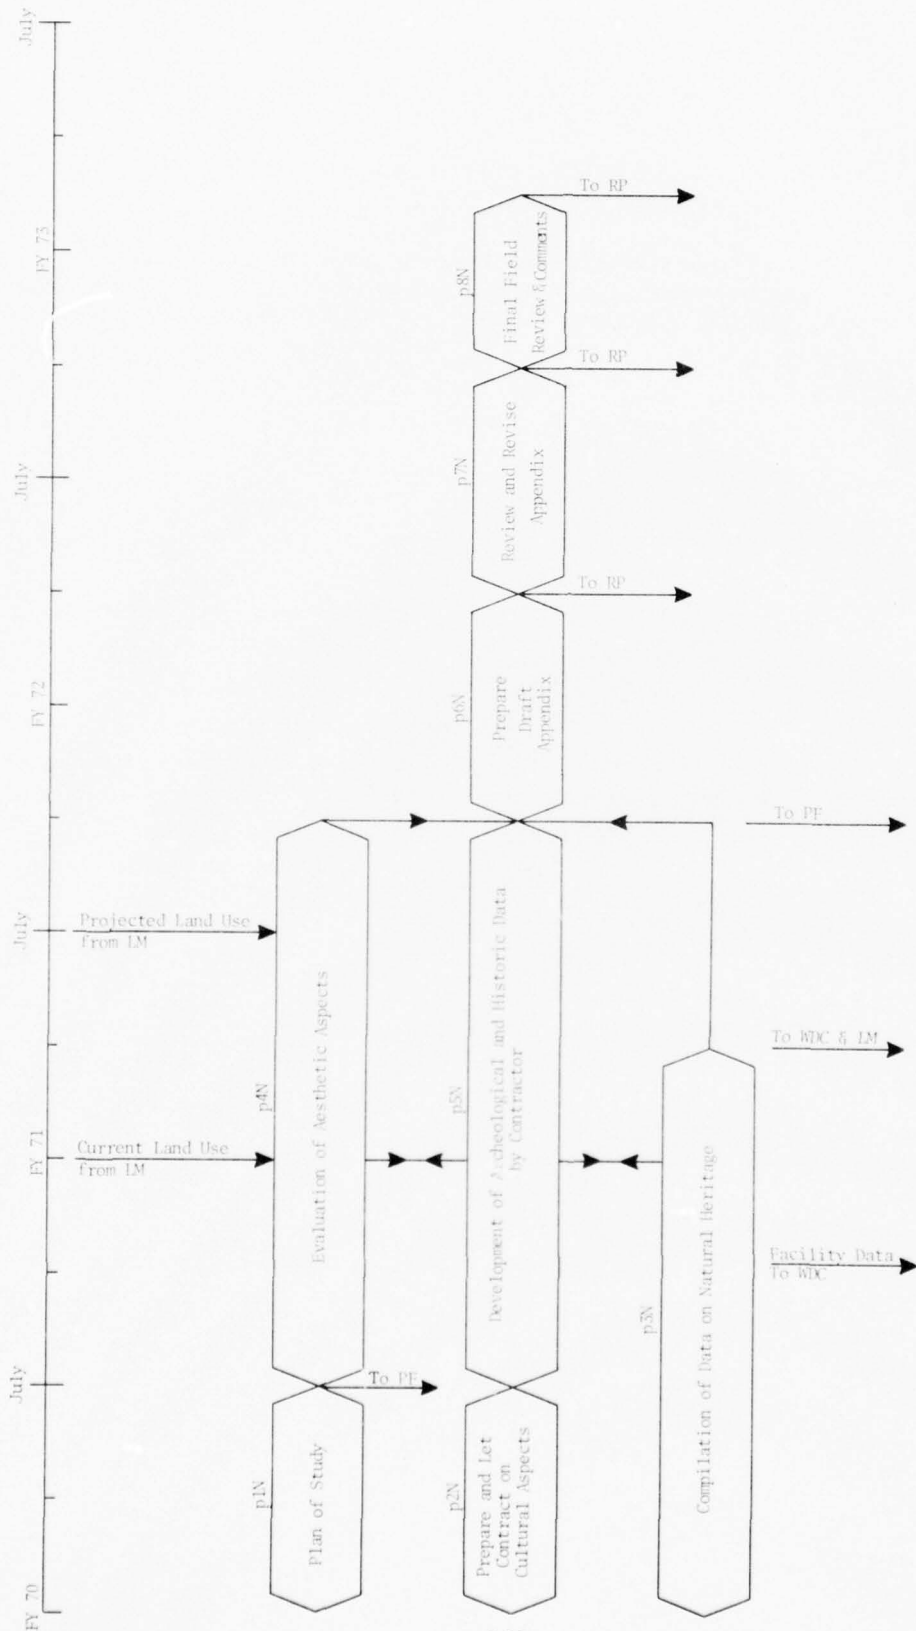 FY 70
July
FY 71
July
FY 72
July
FY 73
July
Current Land Use
from LM
Projected Land Use
from LM
p1N
Plan of Study
To PF
p4N
Evaluation of Aesthetic Aspects
p2N
Prepare and Let
Contract on
Cultural Aspects
p5N
Development of Archeological and Historic Data
by Contractor
p6N
Prepare
Draft
Appendix
To RP
p7N
Review and Revise
Appendix
To RP
p8N
Final Field
Review & Comments
To RP
p3N
Compilation of Data on Natural Heritage
Facility Data
To WDC
To WDC & LM
To PF